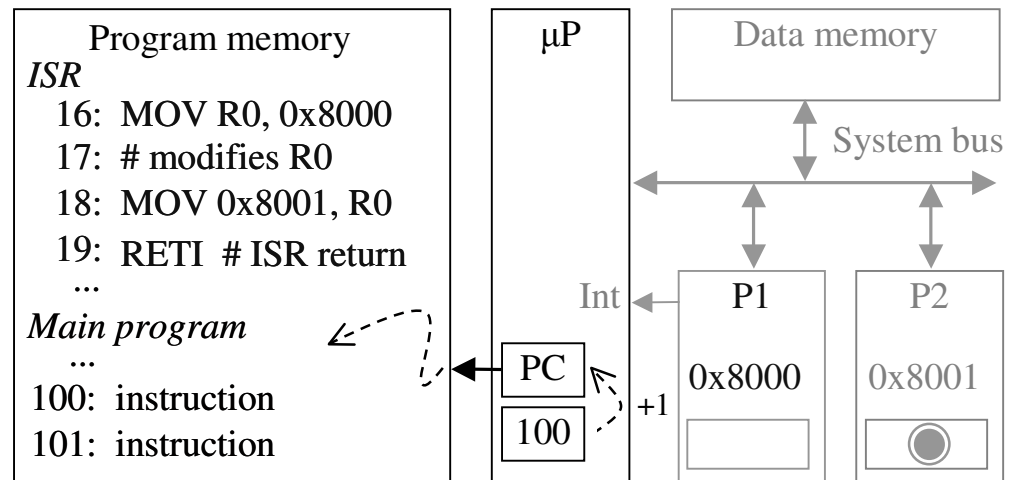 Program memory
ISR
16: MOV R0, 0x8000
17: # modifies R0
18: MOV 0x8001, R0
19: RETI # ISR return
...
Main program
...
100: instruction
101: instruction
μP
Int
PC
100
+1
Data memory
System bus
P1
0x8000
P2
0x8001